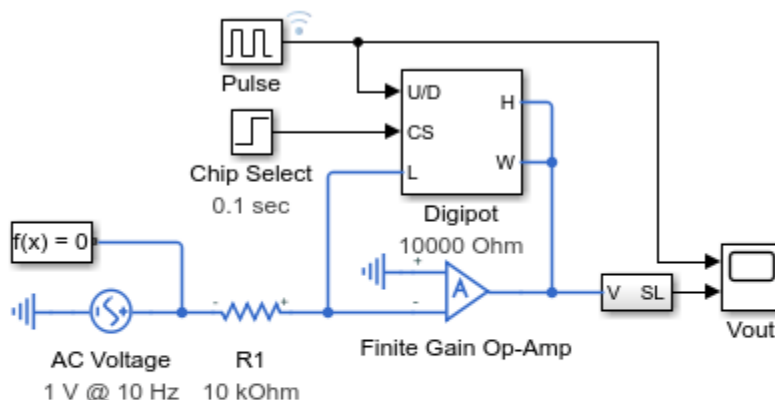 Pulse
U/D
H
CS
W
L
Chip Select
0.1 sec
Digipot
10000 Ohm
f(x) = 0
+
-
+
-
A
V SL
AC Voltage
1 V @ 10 Hz
R1
10 kOhm
Finite Gain Op-Amp
Vout